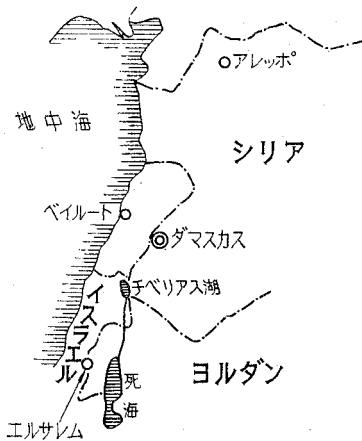 アレッポ
地中海
シリア
ベイルート
ダマスカス
チベリアス湖
イスラエル
ヨルダン
死海
エルサレム